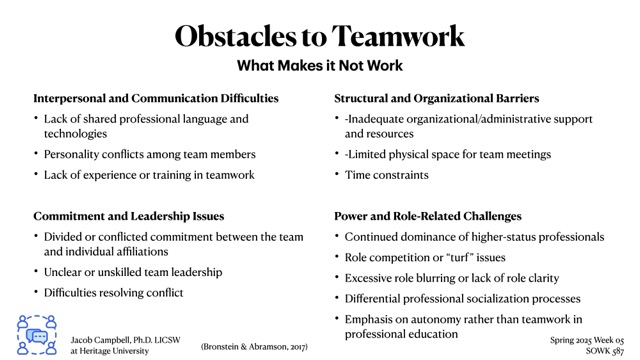 Obstacles to Teamwork
What Makes it Not Work
Interpersonal and Communication Difficulties
• Lack of shared professional language and
technologies
• Personality conflicts among team members
• Lack of experience or training in teamwork
Structural and Organizational Barriers
• -Inadequate organizational/administrative support
and resources
• -Limited physical space for team meetings
• Time constraints
Commitment and Leadership Issues
• Divided or conflicted commitment between the team
and individual affiliations
• Unclear or unskilled team leadership
• Difficulties resolving conflict
Power and Role-Related Challenges
• Continued dominance of higher-status professionals
• Role competition or “turf” issues
• Excessive role blurring or lack of role clarity
• Differential professional socialization processes
• Emphasis on autonomy rather than teamwork in
professional education
Jacob Campbell, Ph.D. LICSW
at Heritage University
(Bronstein & Abramson, 2017)
Spring 2025 Week 05
SOWK 587